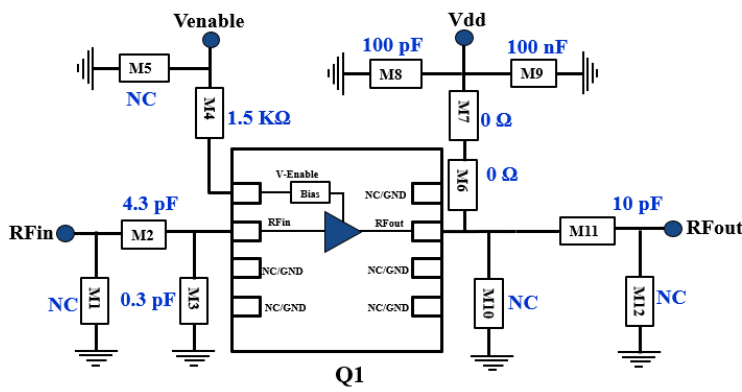 Venable
Vdd
100 pF
100 nF
M5
M8
M9
NC
M4
1.5 KΩ
M7
0 Ω
V-Enable
Bias
NC/GND
M6
0 Ω
4.3 pF
10 pF
RFin
M2
RFin
RFout
M11
RFout
NC
M1
0.3 pF
M3
NC/GND
NC/GND
NC/GND
NC/GND
M10
NC
M12
NC
Q1